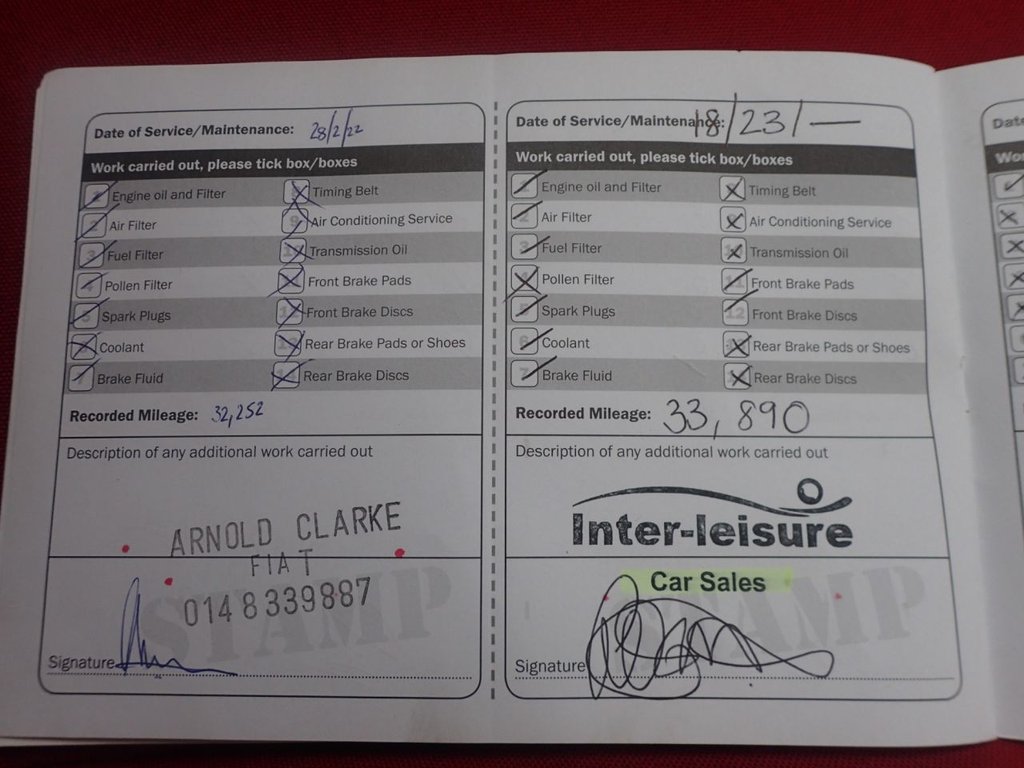 Date of Service/Maintenance: 28/2/22
Work carried out, please tick box/boxes
Engine oil and Filter Timing Belt
Air Filter Air Conditioning Service
Fuel Filter Transmission Oil
Pollen Filter Front Brake Pads
Spark Plugs Front Brake Discs
Coolant Rear Brake Pads or Shoes
Brake Fluid Rear Brake Discs
Recorded Mileage: 32,252
Description of any additional work carried out
ARNOLD CLARKE
FIAT
0148339887
STAMP
Signature
Date of Service/Maintenance: 18/23/—
Work carried out, please tick box/boxes
Engine oil and Filter Timing Belt
Air Filter Air Conditioning Service
Fuel Filter Transmission Oil
Pollen Filter Front Brake Pads
Spark Plugs Front Brake Discs
Coolant Rear Brake Pads or Shoes
Brake Fluid Rear Brake Discs
Recorded Mileage: 33,890
Description of any additional work carried out
Inter-leisure
Car Sales
STAMP
Signature
Date
Wor